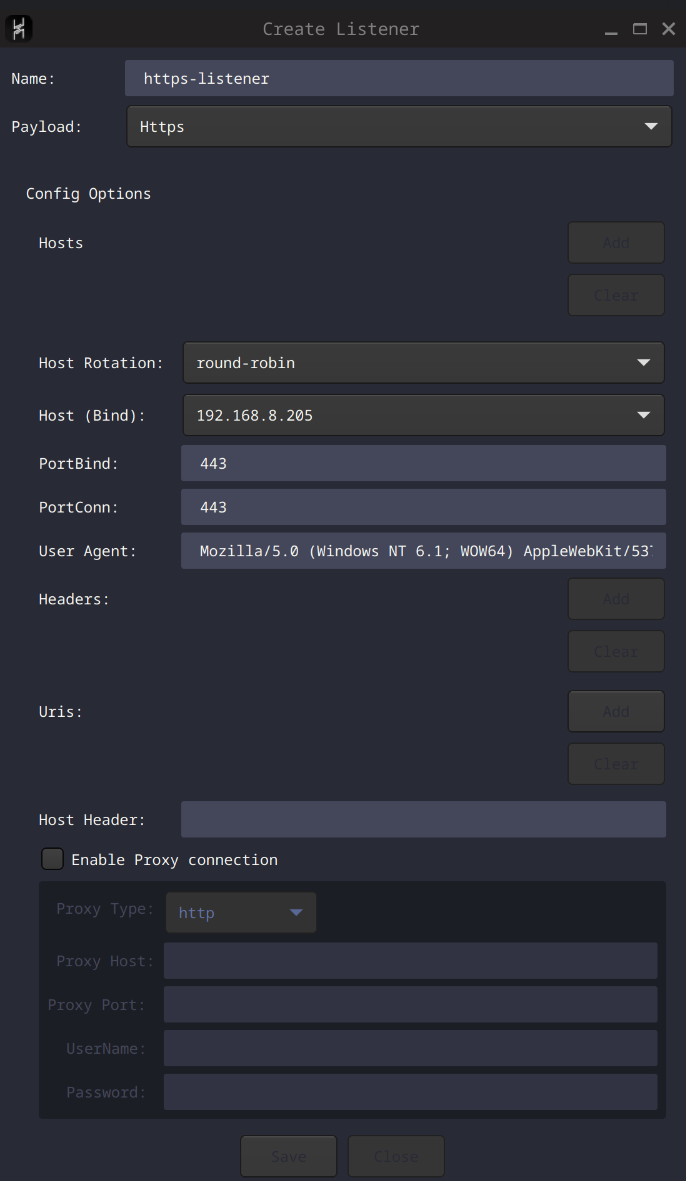 Create Listener
Name: https-listener
Payload: Https
Config Options
Hosts Add
Clear
Host Rotation: round-robin
Host (Bind): 192.168.8.205
PortBind: 443
PortConn: 443
User Agent: Mozilla/5.0 (Windows NT 6.1; WOW64) AppleWebKit/537
Headers: Add
Clear
Uris: Add
Clear
Host Header:
Enable Proxy connection
Proxy Type: http
Proxy Host:
Proxy Port:
UserName:
Password:
Save Close